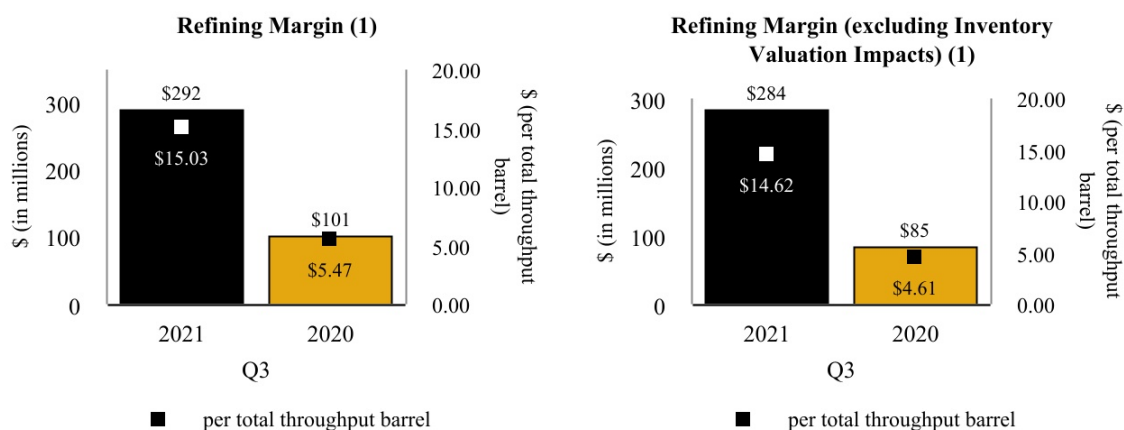 Refining Margin (1)
$ (in millions)
300
200
100
0
$292
$15.03
$101
$5.47
20.00
15.00
10.00
5.00
0.00
$ (per total throughput
barrel)
2021
2020
Q3
■ per total throughput barrel
Refining Margin (excluding Inventory
Valuation Impacts) (1)
$ (in millions)
300
200
100
0
$284
$14.62
$85
$4.61
20.00
15.00
10.00
5.00
0.00
$ (per total throughput
barrel)
2021
2020
Q3
■ per total throughput barrel